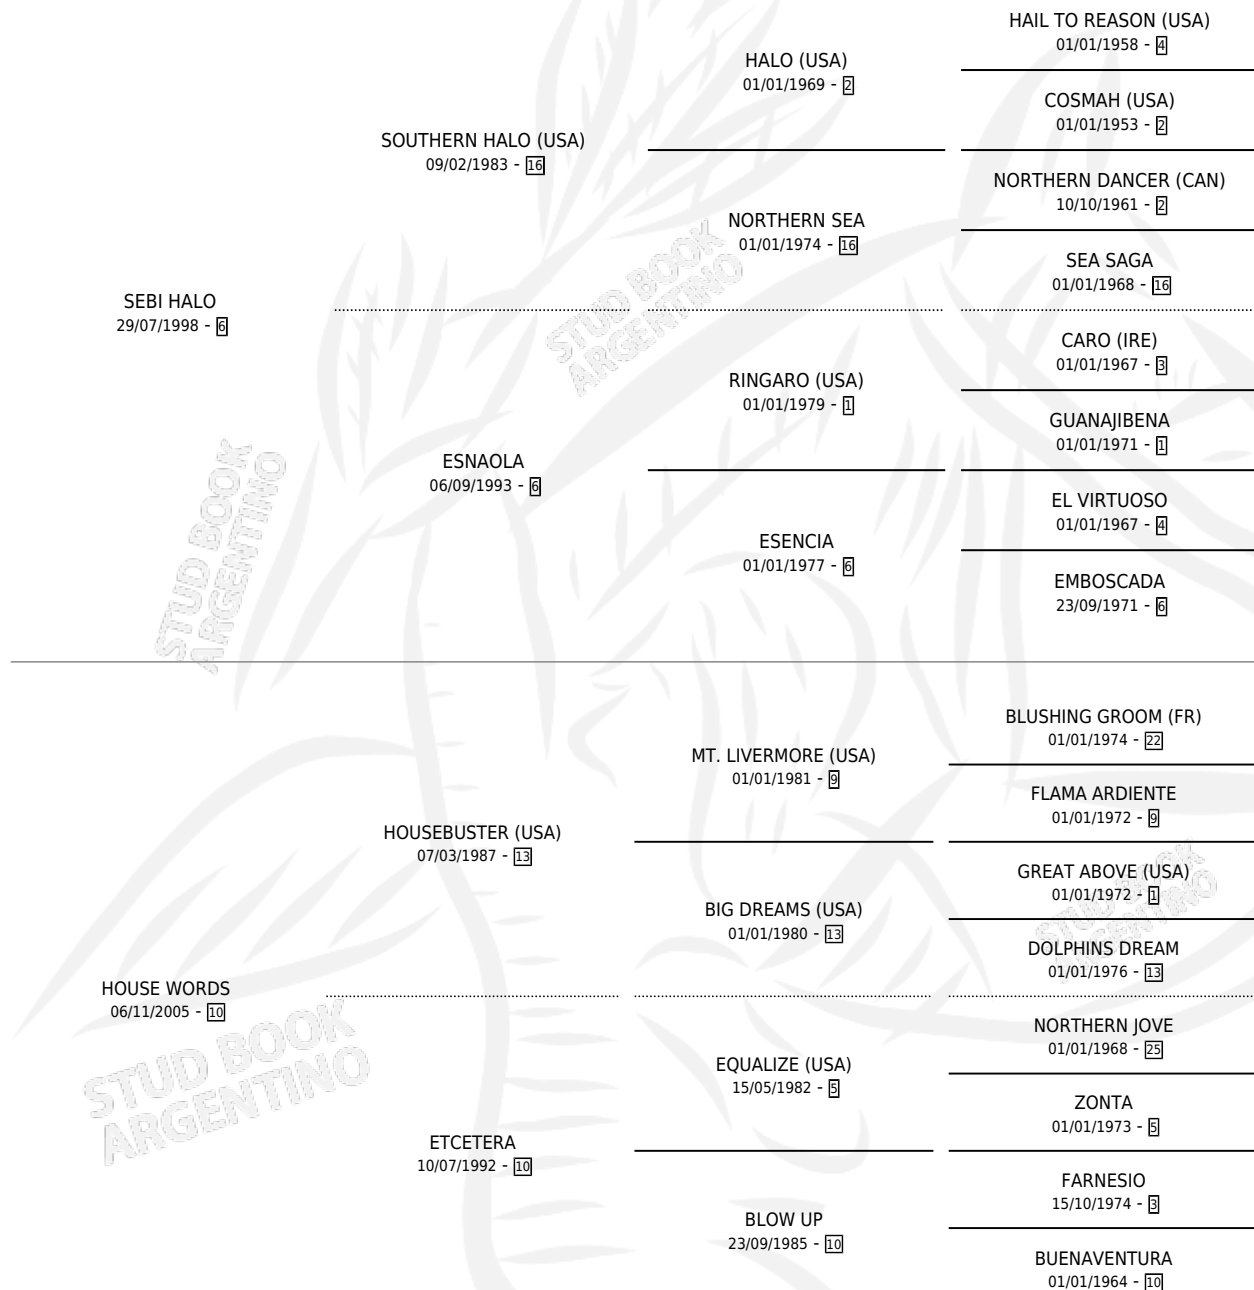 HAIL TO REASON (USA)
01/01/1958 - 4
HALO (USA)
01/01/1969 - 2
COSMAH (USA)
01/01/1953 - 2
SOUTHERN HALO (USA)
09/02/1983 - 16
NORTHERN DANCER (CAN)
10/10/1961 - 2
NORTHERN SEA
01/01/1974 - 16
SEA SAGA
01/01/1968 - 16
SEBI HALO
29/07/1998 - 6
CARO (IRE)
01/01/1967 - 3
RINGARO (USA)
01/01/1979 - 1
GUANAJIBENA
01/01/1971 - 1
ESNAOLA
06/09/1993 - 6
EL VIRTUOSO
01/01/1967 - 4
ESENCIA
01/01/1977 - 6
EMBOSCADA
23/09/1971 - 6
BLUSHING GROOM (FR)
01/01/1974 - 22
MT. LIVERMORE (USA)
01/01/1981 - 9
FLAMA ARDIENTE
01/01/1972 - 9
HOUSEBUSTER (USA)
07/03/1987 - 13
GREAT ABOVE (USA)
01/01/1972 - 1
BIG DREAMS (USA)
01/01/1980 - 13
DOLPHINS DREAM
01/01/1976 - 13
HOUSE WORDS
06/11/2005 - 10
NORTHERN JOVE
01/01/1968 - 25
EQUALIZE (USA)
15/05/1982 - 5
ZONTA
01/01/1973 - 5
ETCETERA
10/07/1992 - 10
FARNESIO
15/10/1974 - 3
BLOW UP
23/09/1985 - 10
BUENAVENTURA
01/01/1964 - 10
STUD BOOK
ARGENTINO
STUD BOOK
ARGENTINO
STUD BOOK
ARGENTINO
STUD BOOK
ARGENTINO